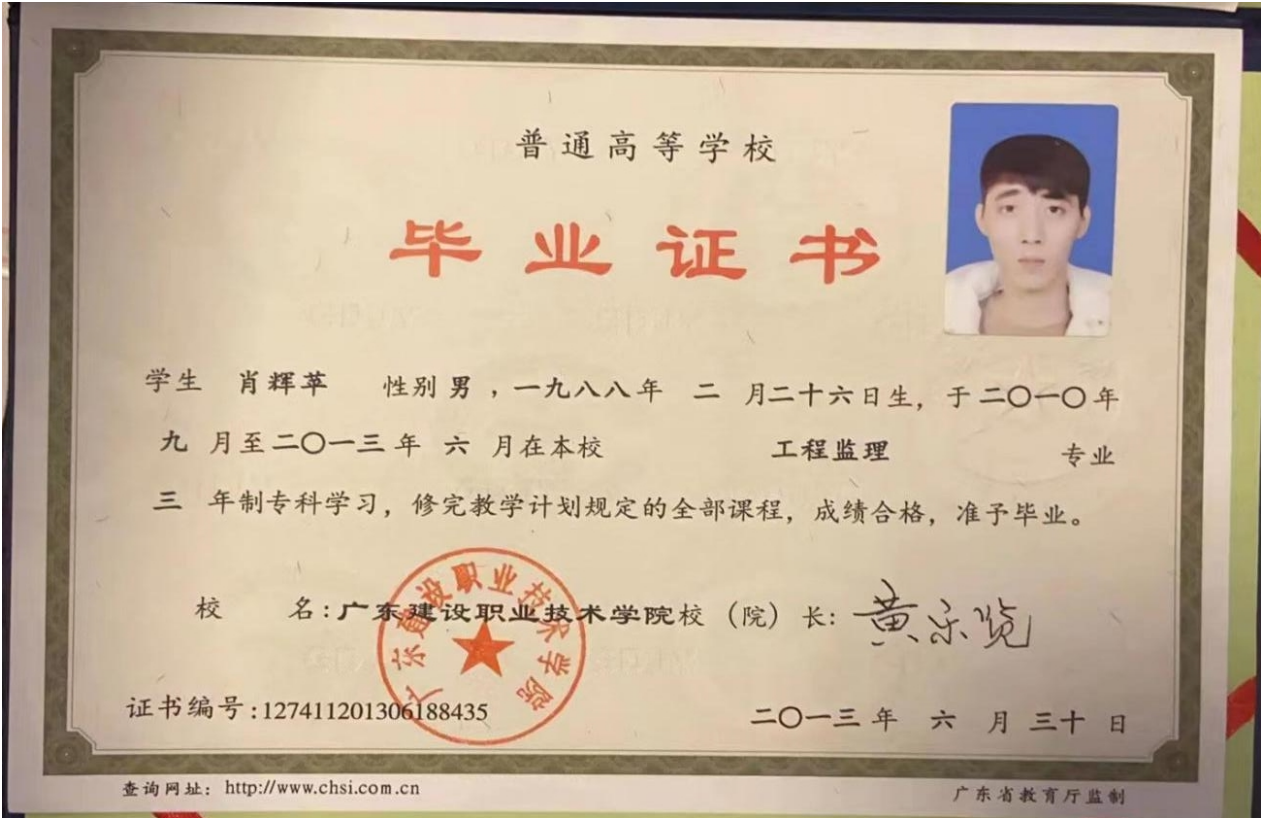 普通高等学校
毕业证书
学生 肖辉苹 性别 男 ，一九八八年 二 月二十六日生，于二〇一〇年
九 月至二〇一三年 六 月在本校 工程监理 专业
三 年制专科学习，修完教学计划规定的全部课程，成绩合格，准予毕业。
校 名：广东建设职业技术学院 校（院）长：黄乐览
广东建设职业技术学院
证书编号:127411201306188435 二〇一三年 六 月 三十 日
查询网址：http://www.chsi.com.cn 广东省教育厅监制